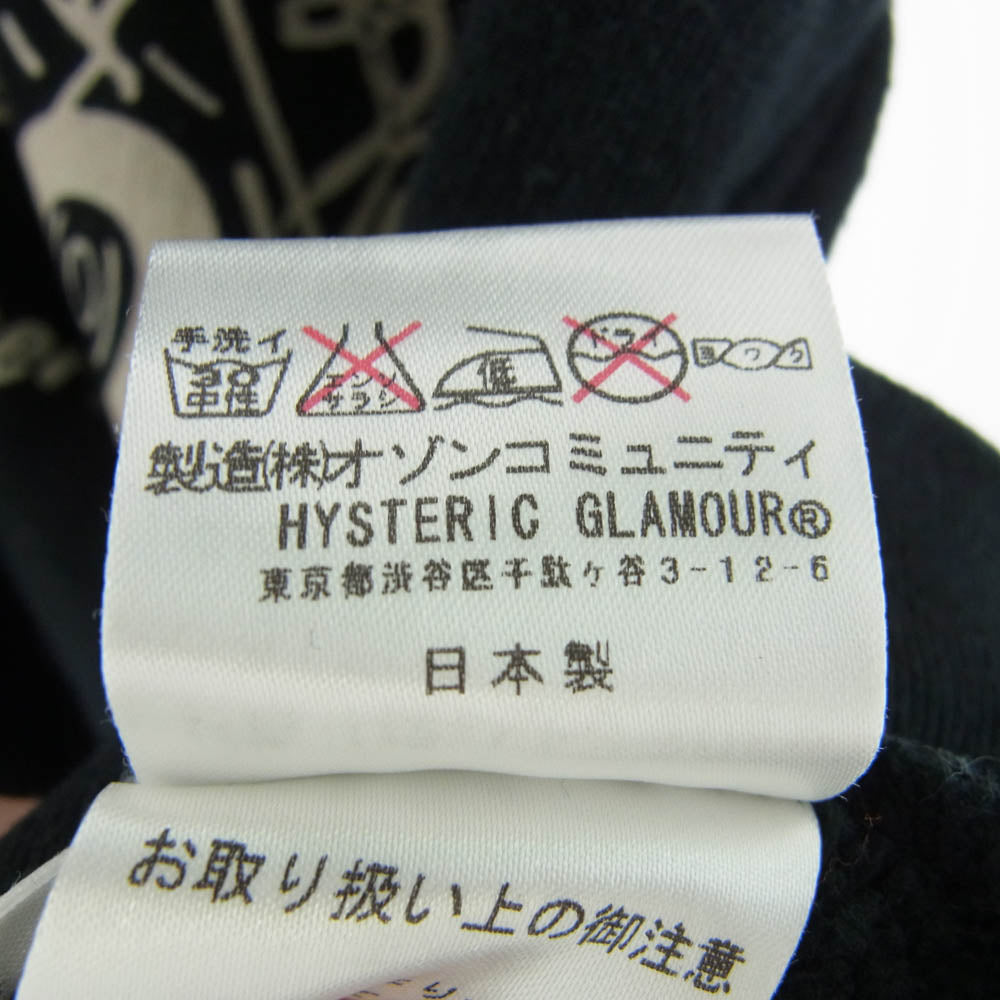 手洗イ
30
中性
エンソ
サラシ
低
ドライ
ヨワク
製造(株)オゾンコミュニティ
HYSTERIC GLAMOUR®
東京都渋谷区千駄ヶ谷3-12-6
日本製
お取り扱い上の御注意